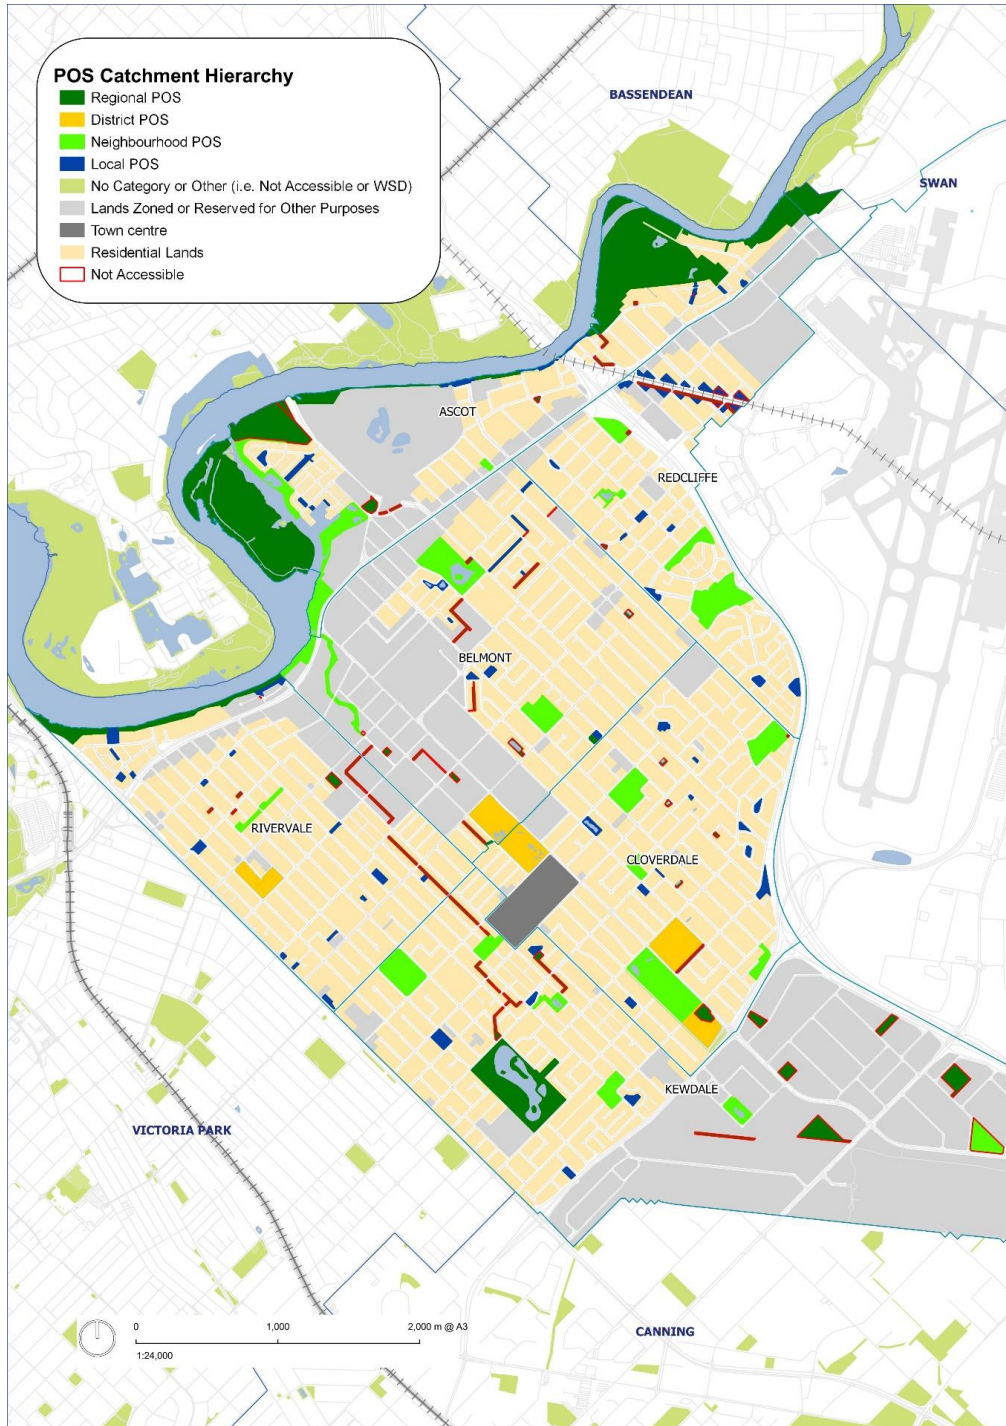 POS Catchment Hierarchy
Regional POS
District POS
Neighbourhood POS
Local POS
No Category or Other (i.e. Not Accessible or WSD)
Lands Zoned or Reserved for Other Purposes
Town centre
Residential Lands
Not Accessible
BASSENDEAN
SWAN
ASCOT
REDCLIFFE
BELMONT
RIVERVALE
CLOVERDALE
KEWDALE
VICTORIA PARK
CANNING
0 1,000 2,000 m @ A3
1:24,000